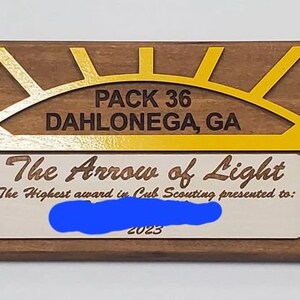 PACK 36
DAHLONEGA, GA
The Arrow of Light
The Highest award in Cub Scouting presented to:
2023